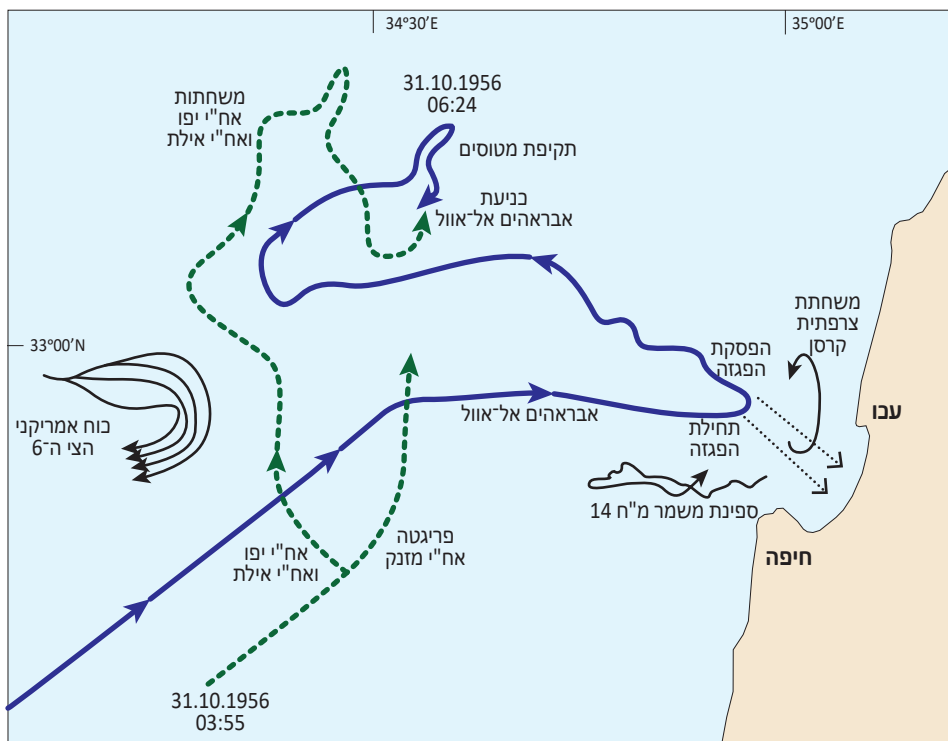 34°30'E
35°00'E
31.10.1956
06:24
משחתות
אח"י יפו
ואח"י אילת
תקיפת מטוסים
כניעת
אבראהים אל־אוול
משחתת
צרפתית
קרסן
33°00'N
הפסקת
הפגזה
עכו
אבראהים אל־אוול
תחילת
הפגזה
כוח אמריקני
הצי ה־6
ספינת משמר מ"ח 14
פריגטה
אח"י מזנק
אח"י יפו
ואח"י אילת
חיפה
31.10.1956
03:55